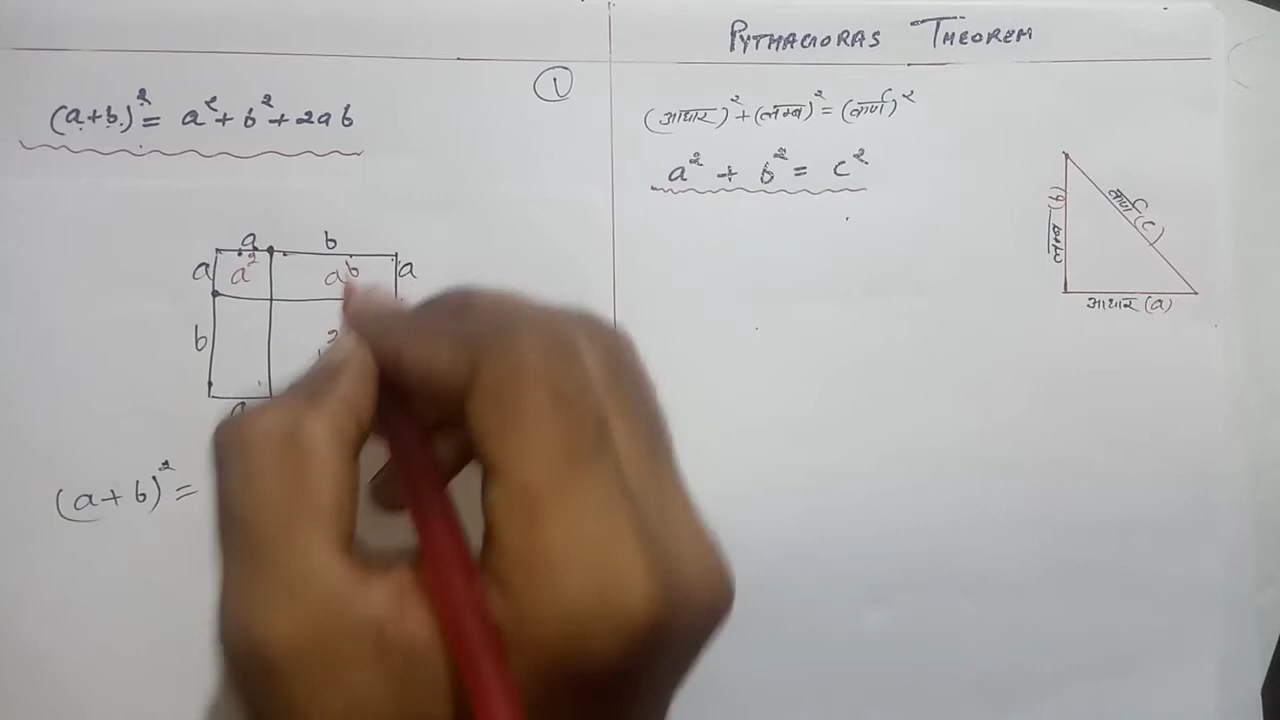 PYTHAGORAS THEOREM
①
(a+b)² = a² + b² + 2ab
(आधार)² + (लम्ब)² = (कर्ण)²
a² + b² = c²
a b
a a² ab a
b 2
a
(a+b)² =
लम्ब (b)
कर्ण (c)
आधार (a)